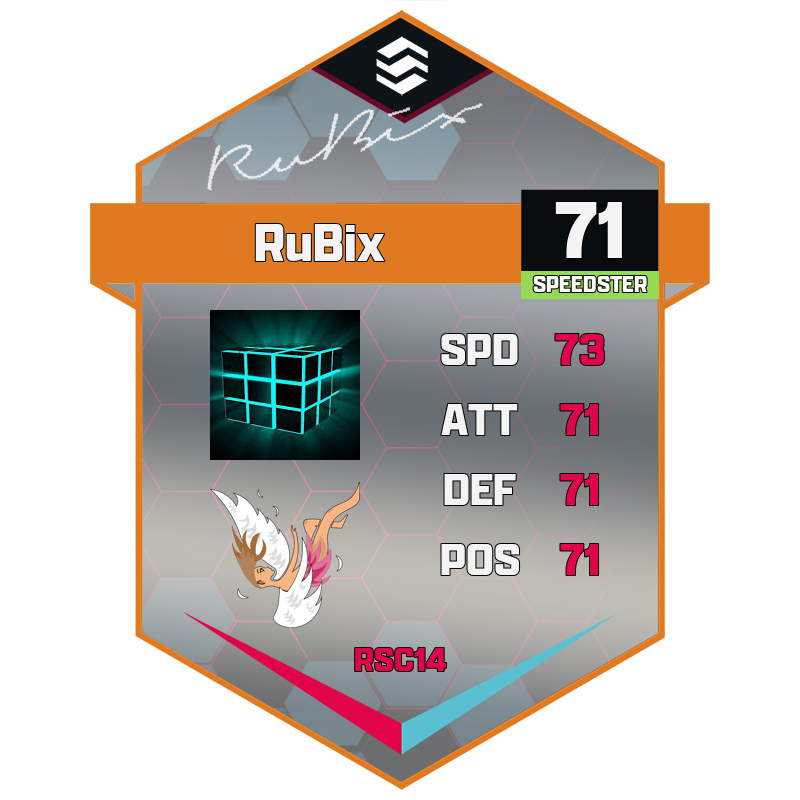 RuBix
RuBix
71
SPEEDSTER
SPD 73
ATT 71
DEF 71
POS 71
RSC14